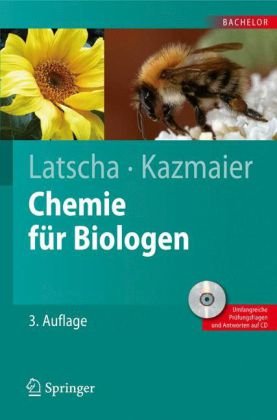 BACHELOR
Latscha · Kazmaier
Chemie
für Biologen
3. Auflage
Umfangreiche
Prüfungsfragen
und Antworten auf CD
Springer